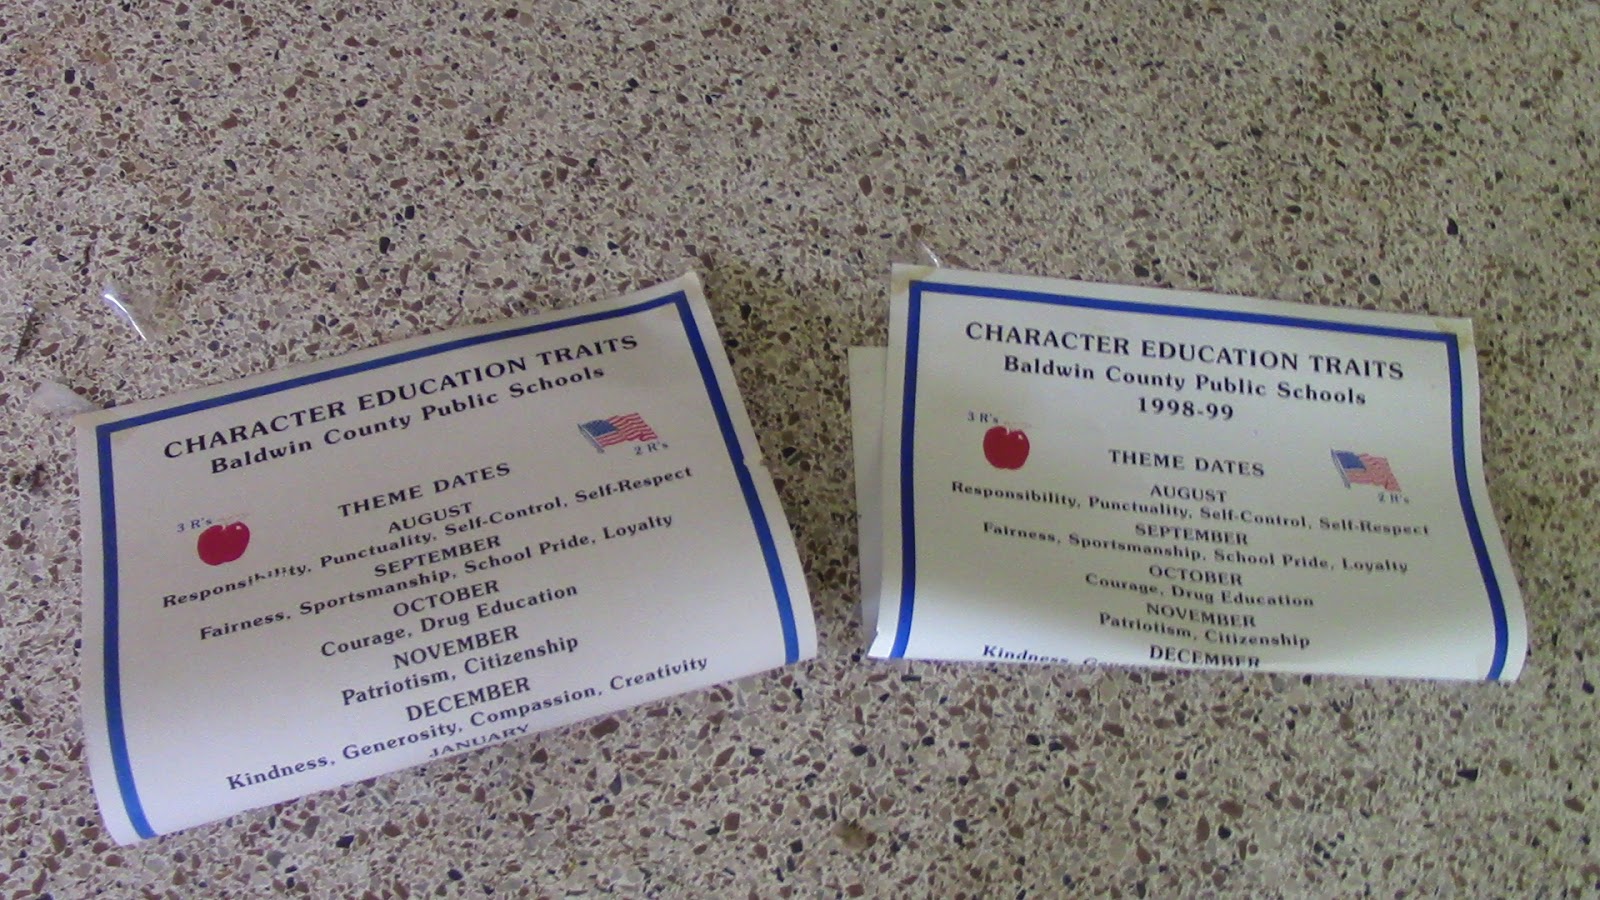 CHARACTER EDUCATION TRAITS
Baldwin County Public Schools
3 R's
2 R's
THEME DATES
AUGUST
Responsibility, Punctuality, Self-Control, Self-Respect
SEPTEMBER
Fairness, Sportsmanship, School Pride, Loyalty
OCTOBER
Courage, Drug Education
NOVEMBER
Patriotism, Citizenship
DECEMBER
Kindness, Generosity, Compassion, Creativity
JANUARY
CHARACTER EDUCATION TRAITS
Baldwin County Public Schools
1998-99
3 R's
2 R's
THEME DATES
AUGUST
Responsibility, Punctuality, Self-Control, Self-Respect
SEPTEMBER
Fairness, Sportsmanship, School Pride, Loyalty
OCTOBER
Courage, Drug Education
NOVEMBER
Patriotism, Citizenship
DECEMBER
Kindness,